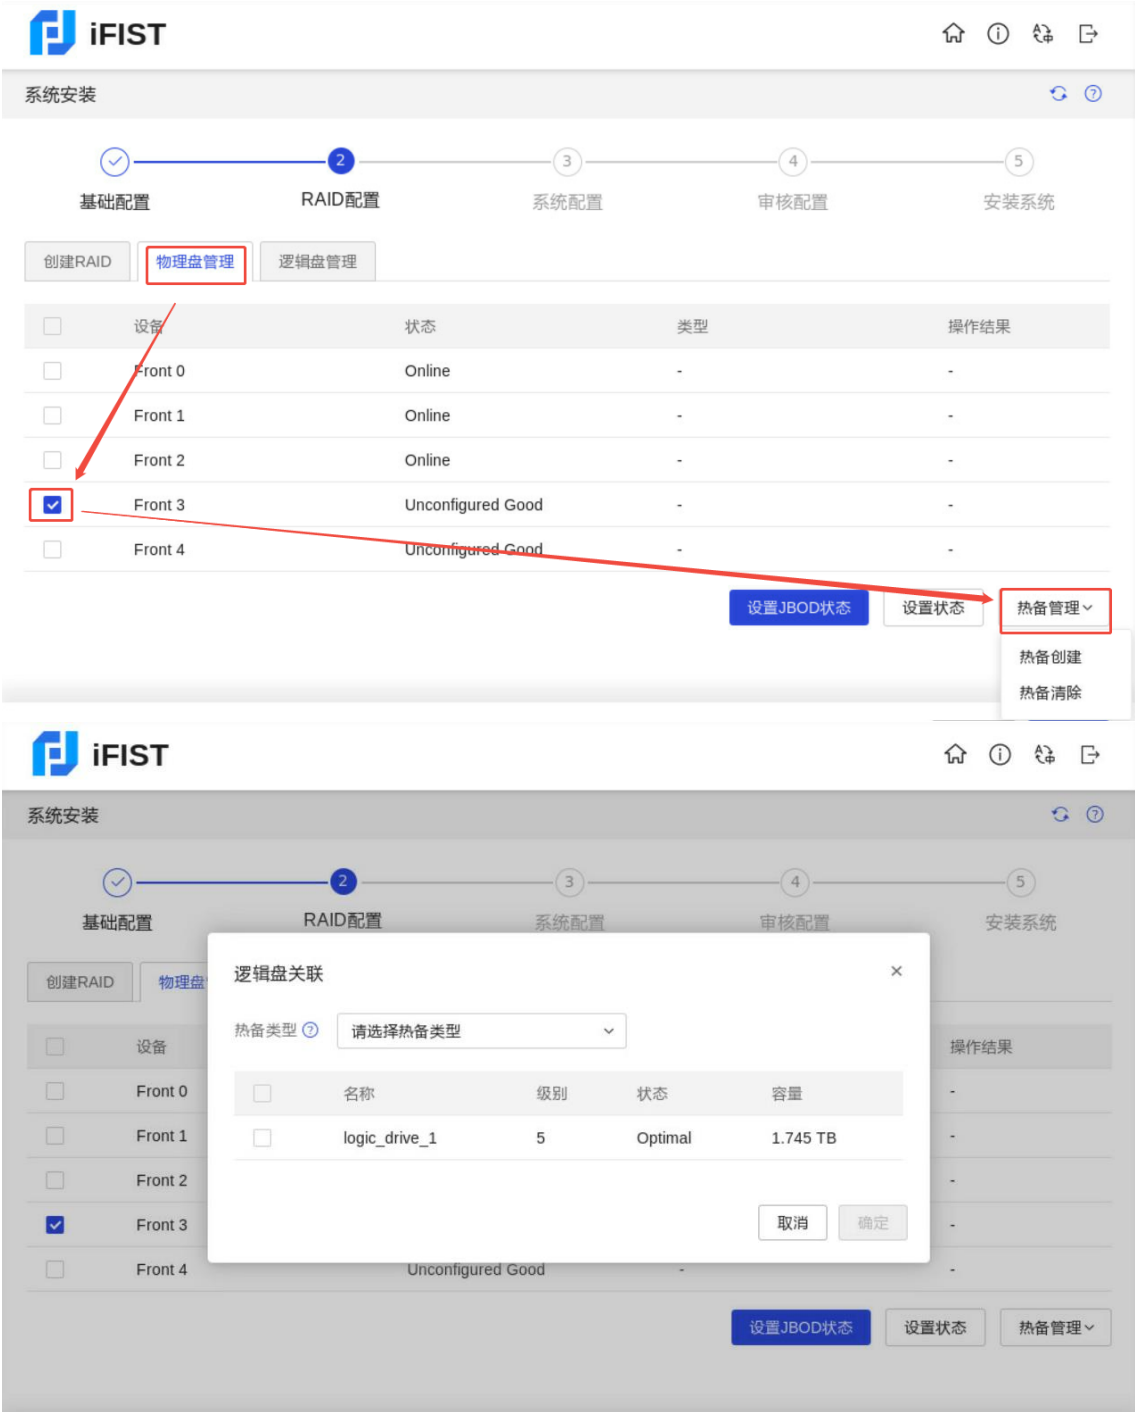 iFIST
系统安装
2 3 4 5
基础配置 RAID配置 系统配置 审核配置 安装系统
创建RAID 物理盘管理 逻辑盘管理
设备 状态 类型 操作结果
Front 0 Online - -
Front 1 Online - -
Front 2 Online - -
Front 3 Unconfigured Good - -
Front 4 Unconfigured Good - -
设置JBOD状态 设置状态 热备管理
热备创建
热备清除
iFIST
系统安装
2 3 4 5
基础配置 RAID配置 系统配置 审核配置 安装系统
创建RAID 物理盘
逻辑盘关联 ×
热备类型 ? 请选择热备类型
设备 操作结果
名称 级别 状态 容量
Front 0 -
logic_drive_1 5 Optimal 1.745 TB
Front 1 -
Front 2 -
取消 确定
Front 3 -
Front 4 Unconfigured Good - -
设置JBOD状态 设置状态 热备管理